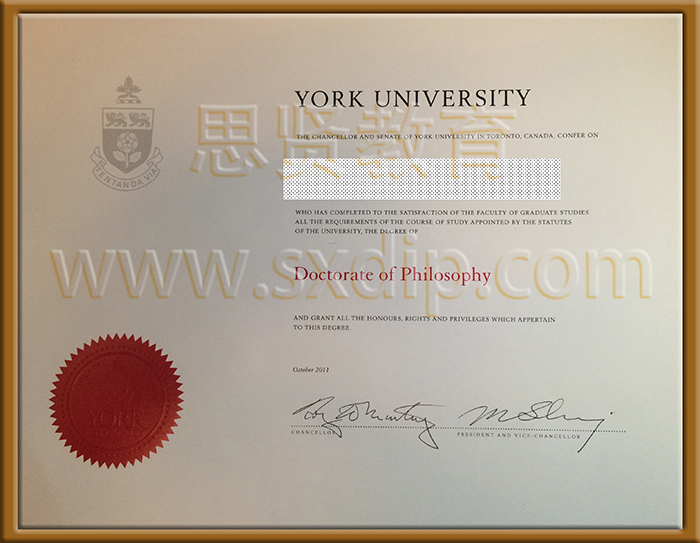 YORK UNIVERSITY
THE CHANCELLOR AND SENATE OF YORK UNIVERSITY IN TORONTO, CANADA, CONFER ON
思贤教育
TENTANDA VIA
WHO HAS COMPLETED TO THE SATISFACTION OF THE FACULTY OF GRADUATE STUDIES
ALL THE REQUIREMENTS OF THE COURSE OF STUDY APPOINTED BY THE STATUTES
OF THE UNIVERSITY, THE DEGREE OF
www.sxdip.com
Doctorate of Philosophy
AND GRANT ALL THE HONOURS, RIGHTS AND PRIVILEGES WHICH APPERTAIN
TO THIS DEGREE.
October 2011
YORK
CHANCELLOR
PRESIDENT AND VICE-CHANCELLOR